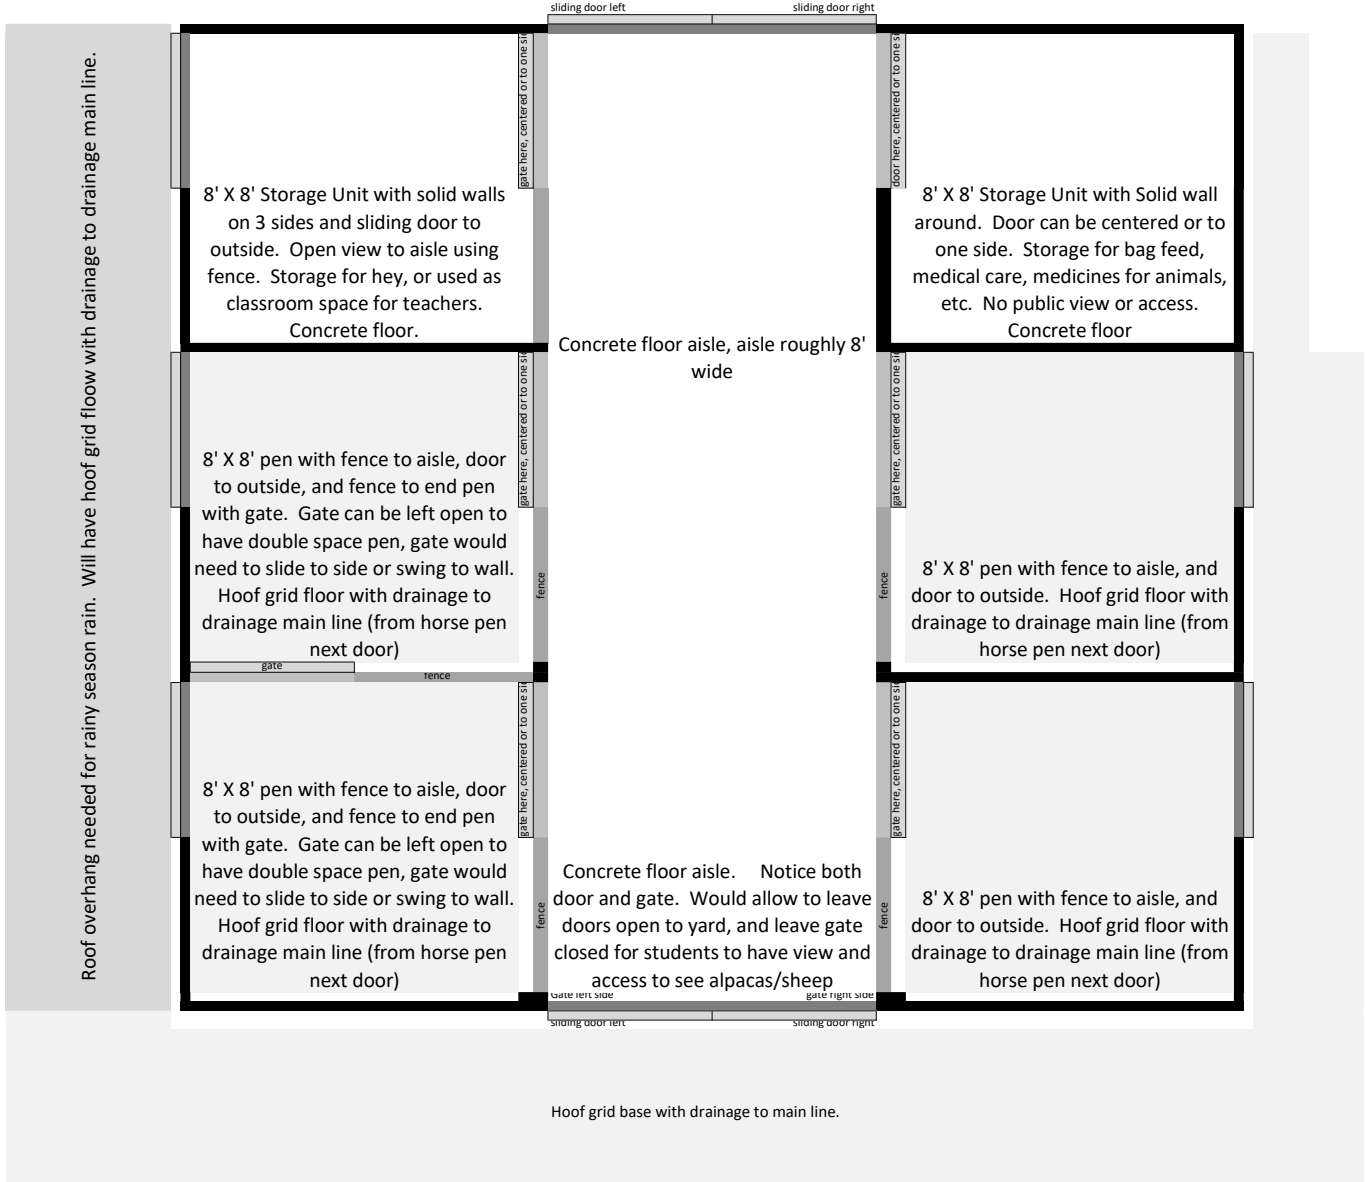 sliding door left
sliding door right
Roof overhang needed for rainy season rain.  Will have hoof grid floow with drainage to drainage main line.
gate here, centered or to one si
door here, centered or to one s
8' X 8' Storage Unit with solid walls
on 3 sides and sliding door to
outside.  Open view to aisle using
fence.  Storage for hey, or used as
classroom space for teachers.
Concrete floor.
8' X 8' Storage Unit with Solid wall
around.  Door can be centered or to
one side.  Storage for bag feed,
medical care, medicines for animals,
etc.  No public view or access.
Concrete floor
Concrete floor aisle, aisle roughly 8'
wide
gate here, centered or to one si
gate here, centered or to one si
8' X 8' pen with fence to aisle, door
to outside, and fence to end pen
with gate.  Gate can be left open to
have double space pen, gate would
need to slide to side or swing to wall.
Hoof grid floor with drainage to
drainage main line (from horse pen
next door)
fence
fence
8' X 8' pen with fence to aisle, and
door to outside.  Hoof grid floor with
drainage to drainage main line (from
horse pen next door)
gate
fence
gate here, centered or to one si
gate here, centered or to one si
8' X 8' pen with fence to aisle, door
to outside, and fence to end pen
with gate.  Gate can be left open to
have double space pen, gate would
need to slide to side or swing to wall.
Hoof grid floor with drainage to
drainage main line (from horse pen
next door)
fence
Concrete floor aisle.     Notice both
door and gate.  Would allow to leave
doors open to yard, and leave gate
closed for students to have view and
access to see alpacas/sheep
fence
8' X 8' pen with fence to aisle, and
door to outside.  Hoof grid floor with
drainage to drainage main line (from
horse pen next door)
Gate left side
gate right side
sliding door left
sliding door right
Hoof grid base with drainage to main line.